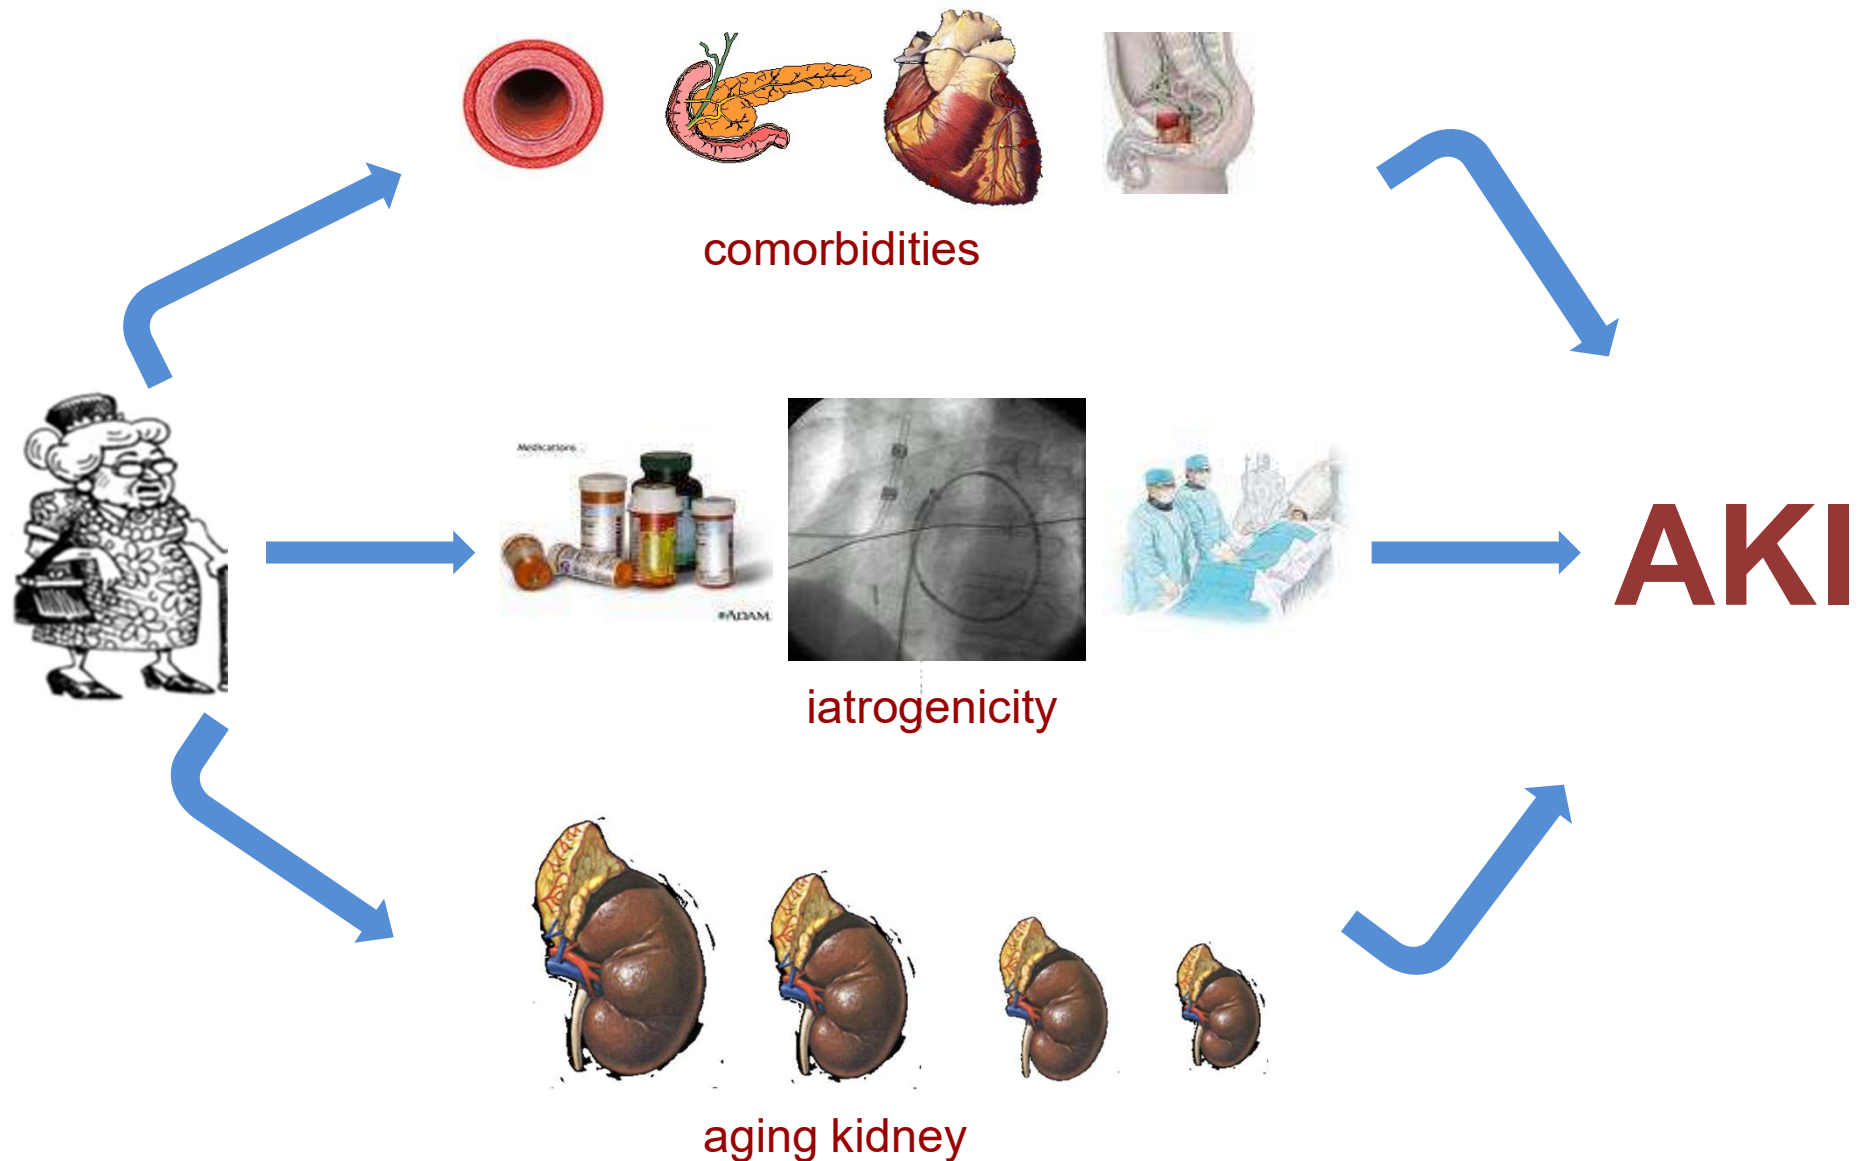 comorbidities
Medications
®ADAM.
iatrogenicity
AKI
aging kidney